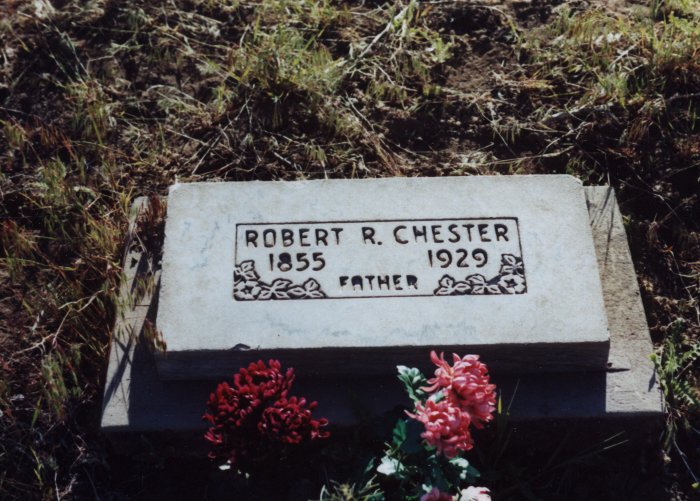 ROBERT R. CHESTER
1855 1929
FATHER